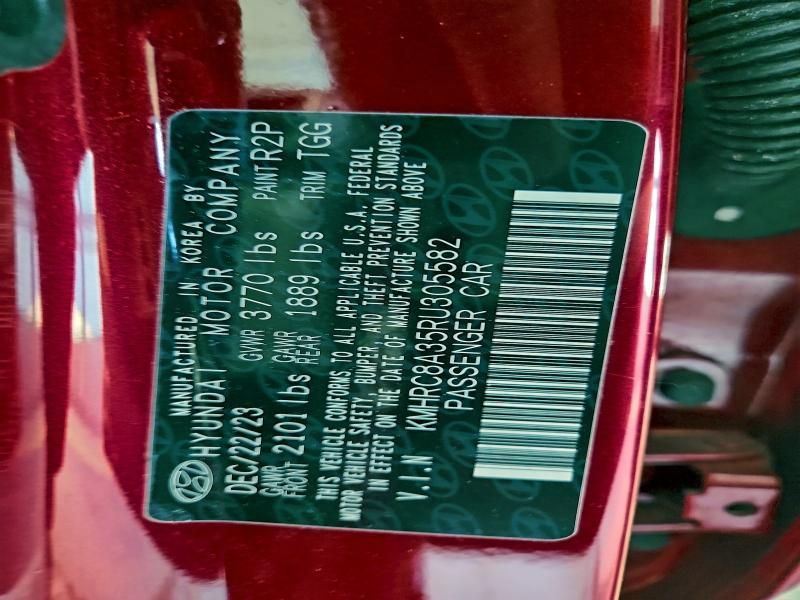 MANUFACTURED IN KOREA BY
HYUNDAI MOTOR COMPANY
DEC/22/23 GVWR 3770 lbs PAINT R2P
GAWR FRONT 2101 lbs GAWR REAR 1889 lbs TRIM TGG
THIS VEHICLE CONFORMS TO ALL APPLICABLE U.S.A. FEDERAL
MOTOR VEHICLE SAFETY, BUMPER, AND THEFT PREVENTION STANDARDS
IN EFFECT ON THE DATE OF MANUFACTURE SHOWN ABOVE
V.I.N KMHRC8A35RU305582
PASSENGER CAR